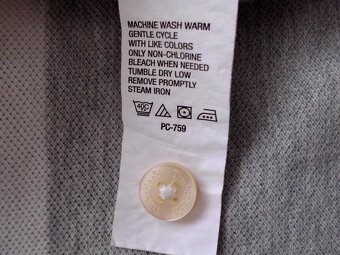 MACHINE WASH WARM
GENTLE CYCLE
WITH LIKE COLORS
ONLY NON-CHLORINE
BLEACH WHEN NEEDED
TUMBLE DRY LOW
REMOVE PROMPTLY
STEAM IRON
40C
PC-759